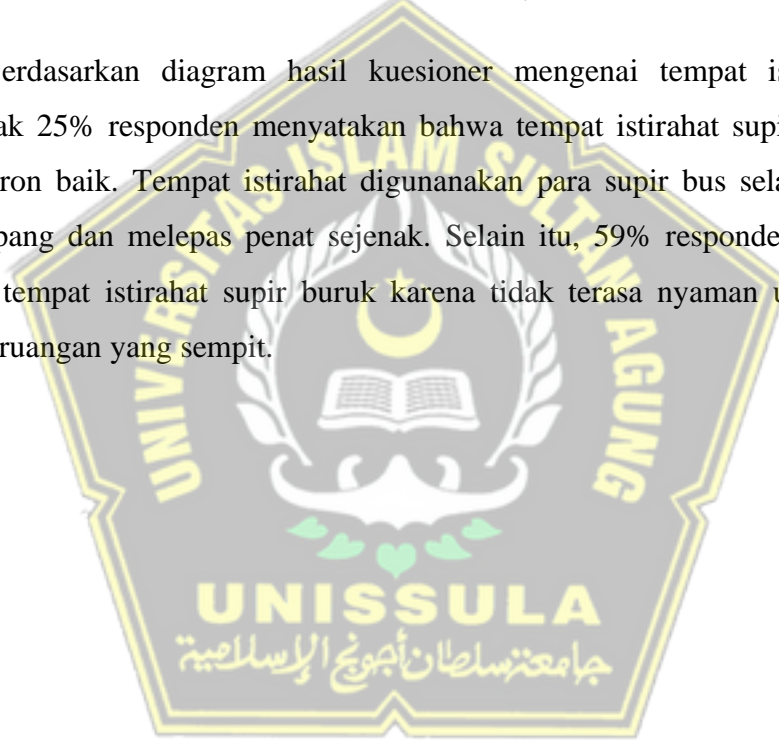 erdasarkan diagram hasil kuesioner mengenai tempat is
ak 25% responden menyatakan bahwa tempat istirahat supi
ron baik. Tempat istirahat digunanakan para supir bus sela
pang dan melepas penat sejenak. Selain itu, 59% responde
tempat istirahat supir buruk karena tidak terasa nyaman u
ruangan yang sempit.
UNIVERSITAS ISLAM SULTAN AGUNG
UNISSULA
جامعتسلطان أجونج الإسلامية